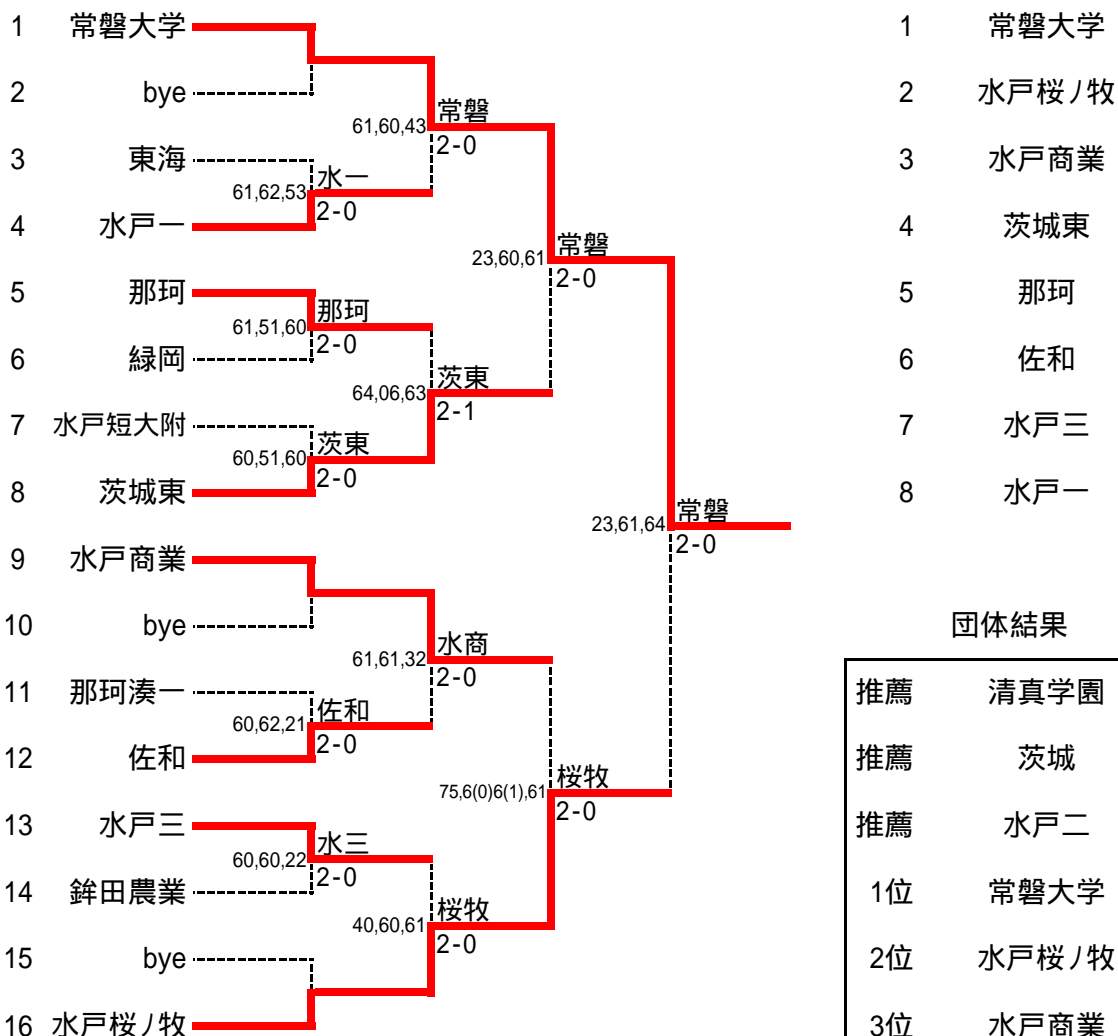 1 常磐大学
2 bye
3 東海
4 水戸一
5 那珂
6 緑岡
7 水戸短大附
8 茨城東
9 水戸商業
10 bye
11 那珂湊一
12 佐和
13 水戸三
14 鉾田農業
15 bye
16 水戸桜ノ牧
61,62,53 水一
2-0
61,51,60 那珂
2-0
60,51,60 茨東
2-0
60,62,21 佐和
2-0
60,60,22 水三
2-0
61,60,43 常磐
2-0
64,06,63 茨東
2-1
61,61,32 水商
2-0
40,60,61 桜牧
2-0
23,60,61 常磐
2-0
75,6(0)6(1),61 桜牧
2-0
23,61,64 常磐
2-0
1 常磐大学
2 水戸桜ノ牧
3 水戸商業
4 茨城東
5 那珂
6 佐和
7 水戸三
8 水戸一
団体結果
推薦 清真学園
推薦 茨城
推薦 水戸二
1位 常磐大学
2位 水戸桜ノ牧
3位 水戸商業